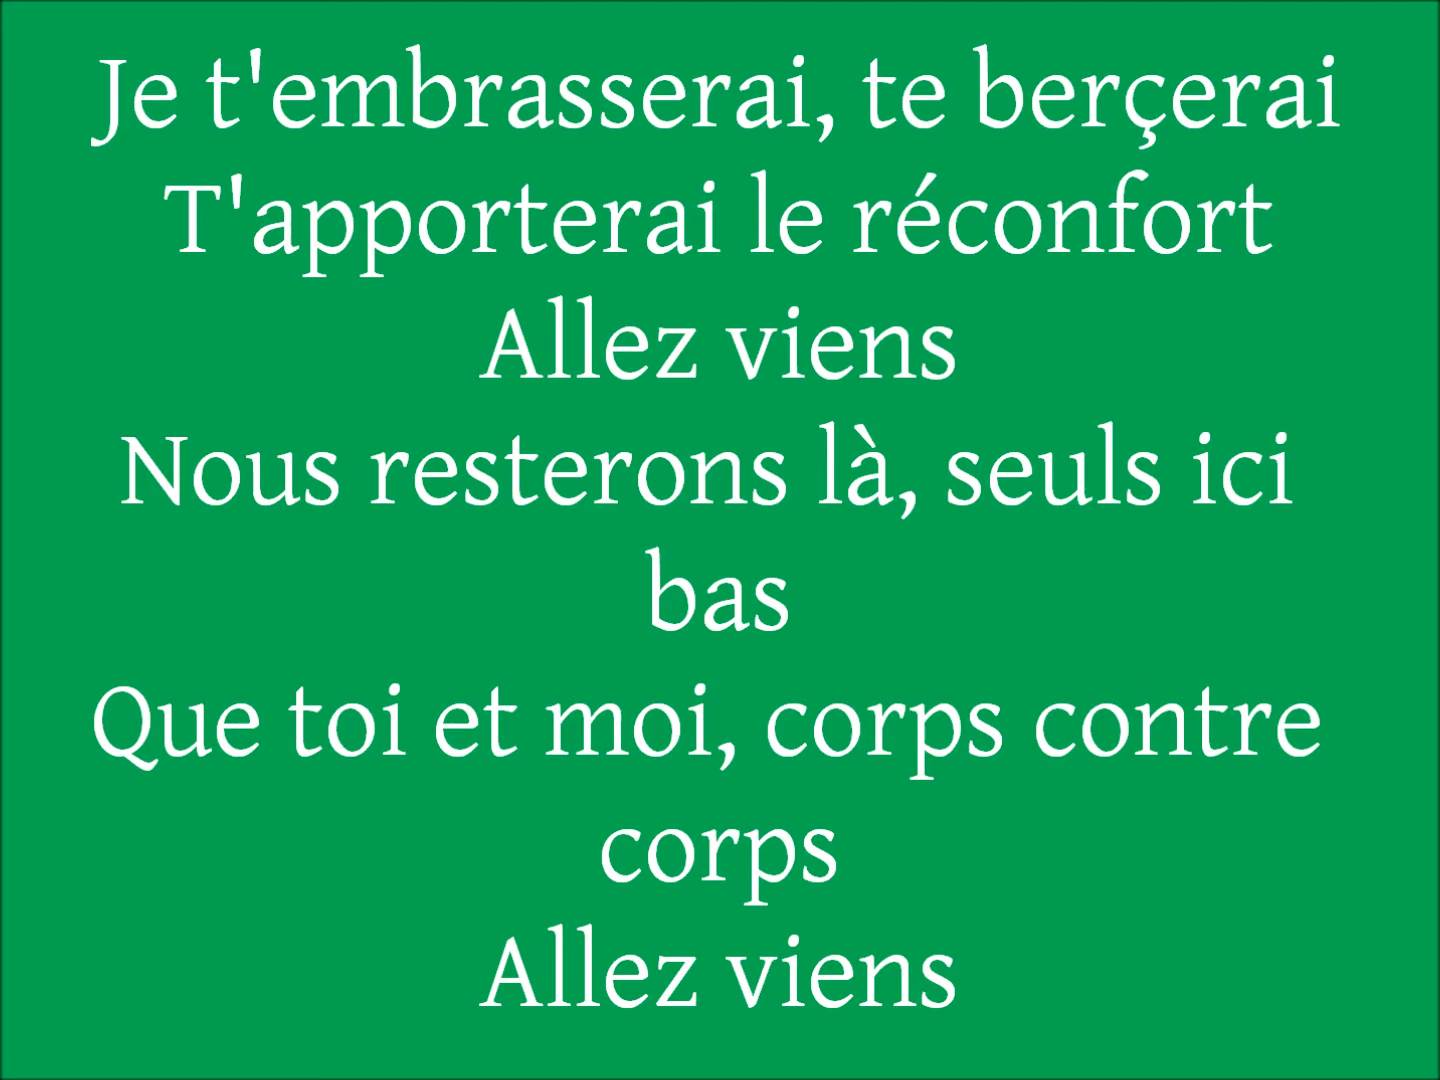 Je t'embrasserai, te berçerai
T'apporterai le réconfort
Allez viens
Nous resterons là, seuls ici
bas
Que toi et moi, corps contre
corps
Allez viens